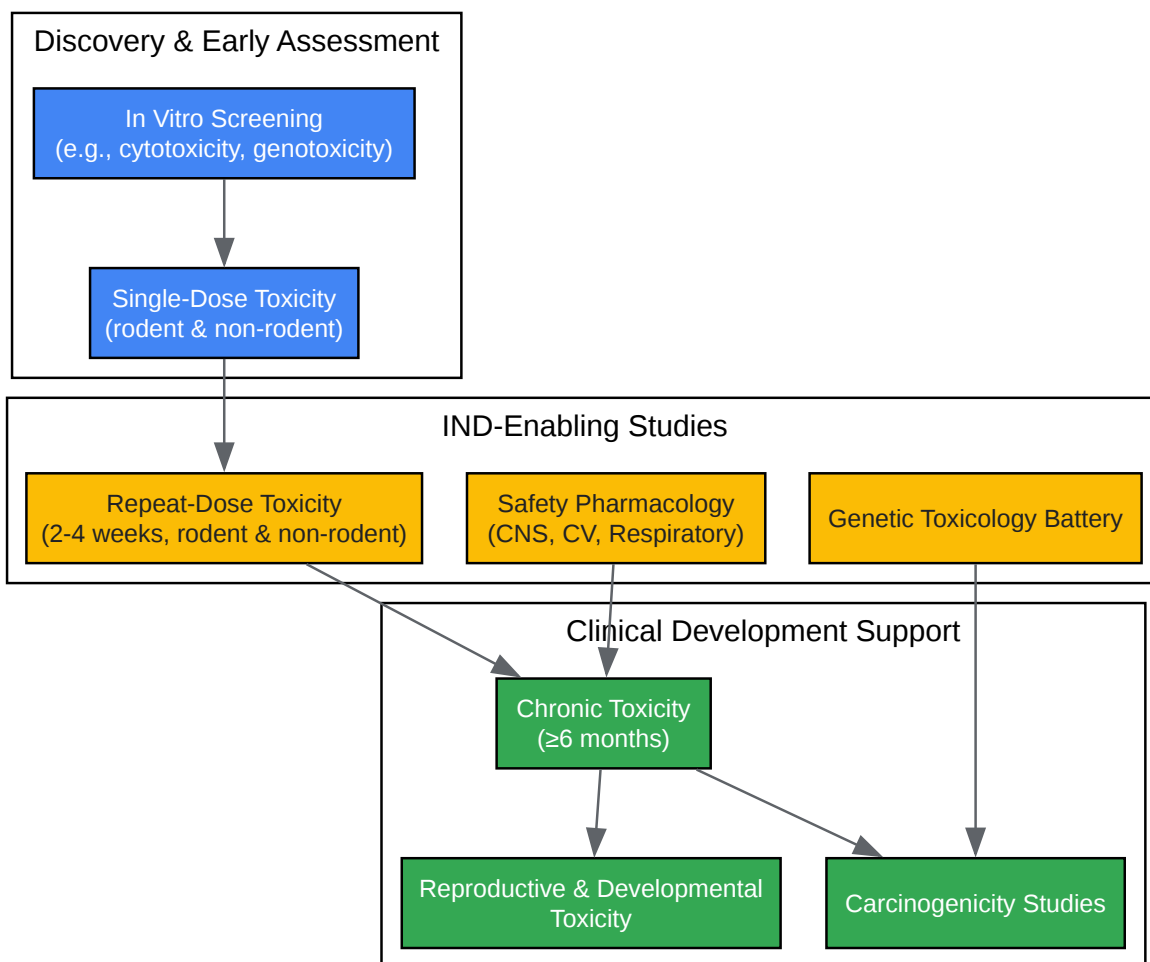 Discovery & Early Assessment
In Vitro Screening
(e.g., cytotoxicity, genotoxicity)
Single-Dose Toxicity
(rodent & non-rodent)
IND-Enabling Studies
Repeat-Dose Toxicity
(2-4 weeks, rodent & non-rodent)
Safety Pharmacology
(CNS, CV, Respiratory)
Genetic Toxicology Battery
Clinical Development Support
Chronic Toxicity
(≥6 months)
Reproductive & Developmental
Toxicity
Carcinogenicity Studies